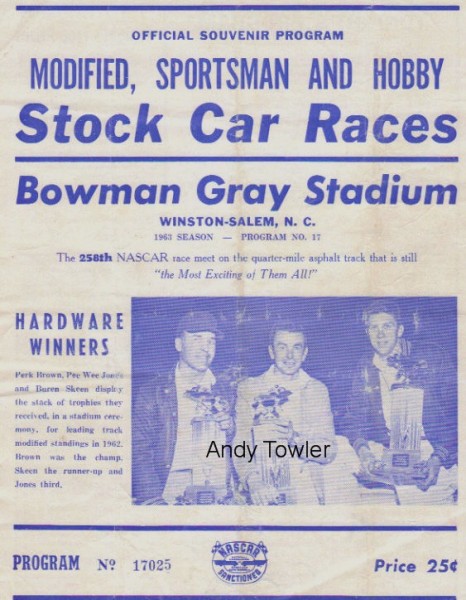 OFFICIAL SOUVENIR PROGRAM
MODIFIED, SPORTSMAN AND HOBBY
Stock Car Races
Bowman Gray Stadium
WINSTON-SALEM, N. C.
1963 SEASON — PROGRAM NO. 17
The 258th NASCAR race meet on the quarter-mile asphalt track that is still
"the Most Exciting of Them All!"
HARDWARE
WINNERS
Perk Brown, Pee Wee Jones
and Buren Skeen display
the stack of trophies they
received, in a stadium cere-
mony, for leading track
modified standings in 1962.
Brown was the champ,
Skeen the runner-up and
Jones third.
Andy Towler
PROGRAM Nº 17025
NASCAR
SANCTIONED
Price 25¢